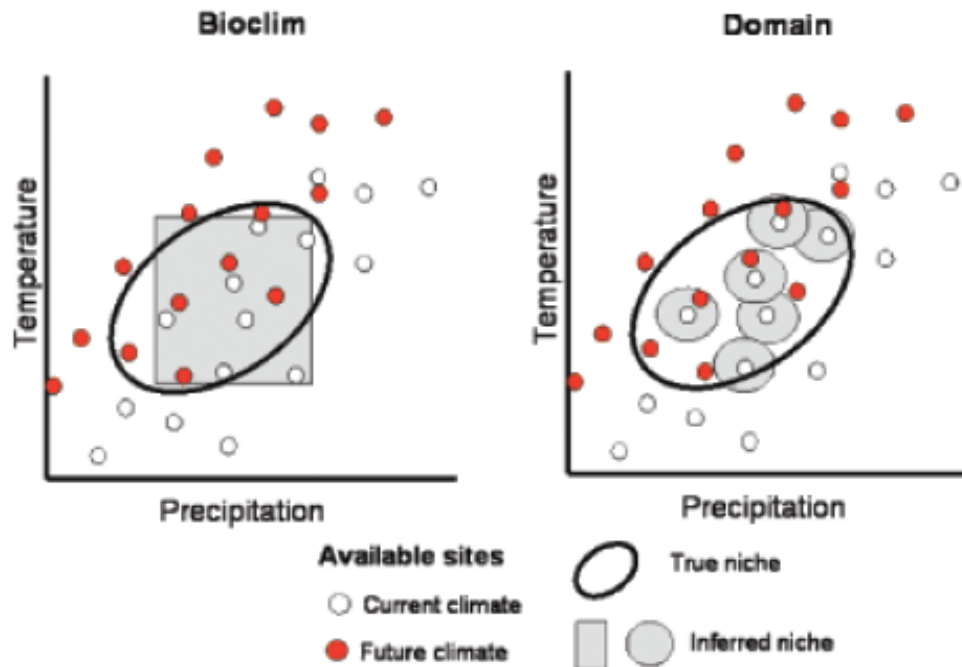 Bioclim
Domain
Temperature
Temperature
Precipitation
Precipitation
Available sites
Current climate
Future climate
True niche
Inferred niche